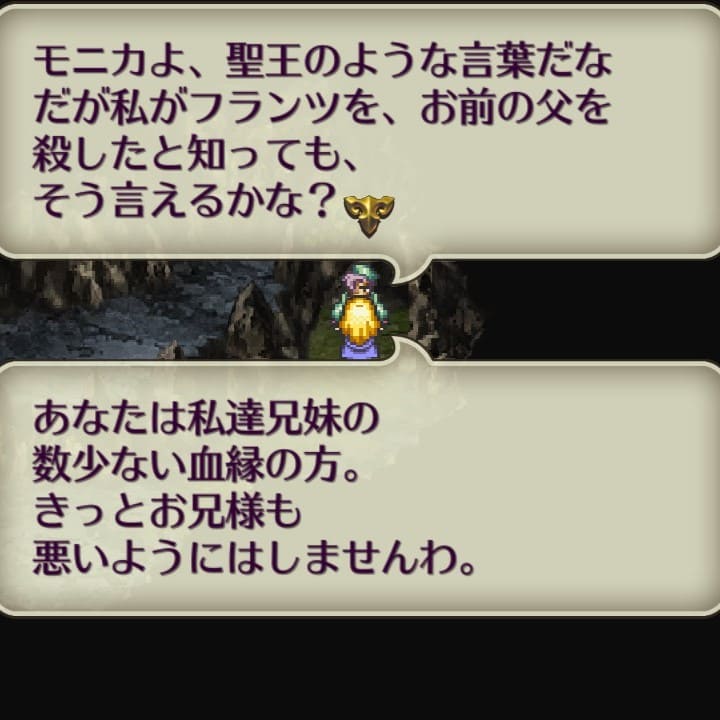 モニカよ、聖王のような言葉だな
だが私がフランツを、お前の父を
殺したと知っても、
そう言えるかな？
あなたは私達兄妹の
数少ない血縁の方。
きっとお兄様も
悪いようにはしませんわ。